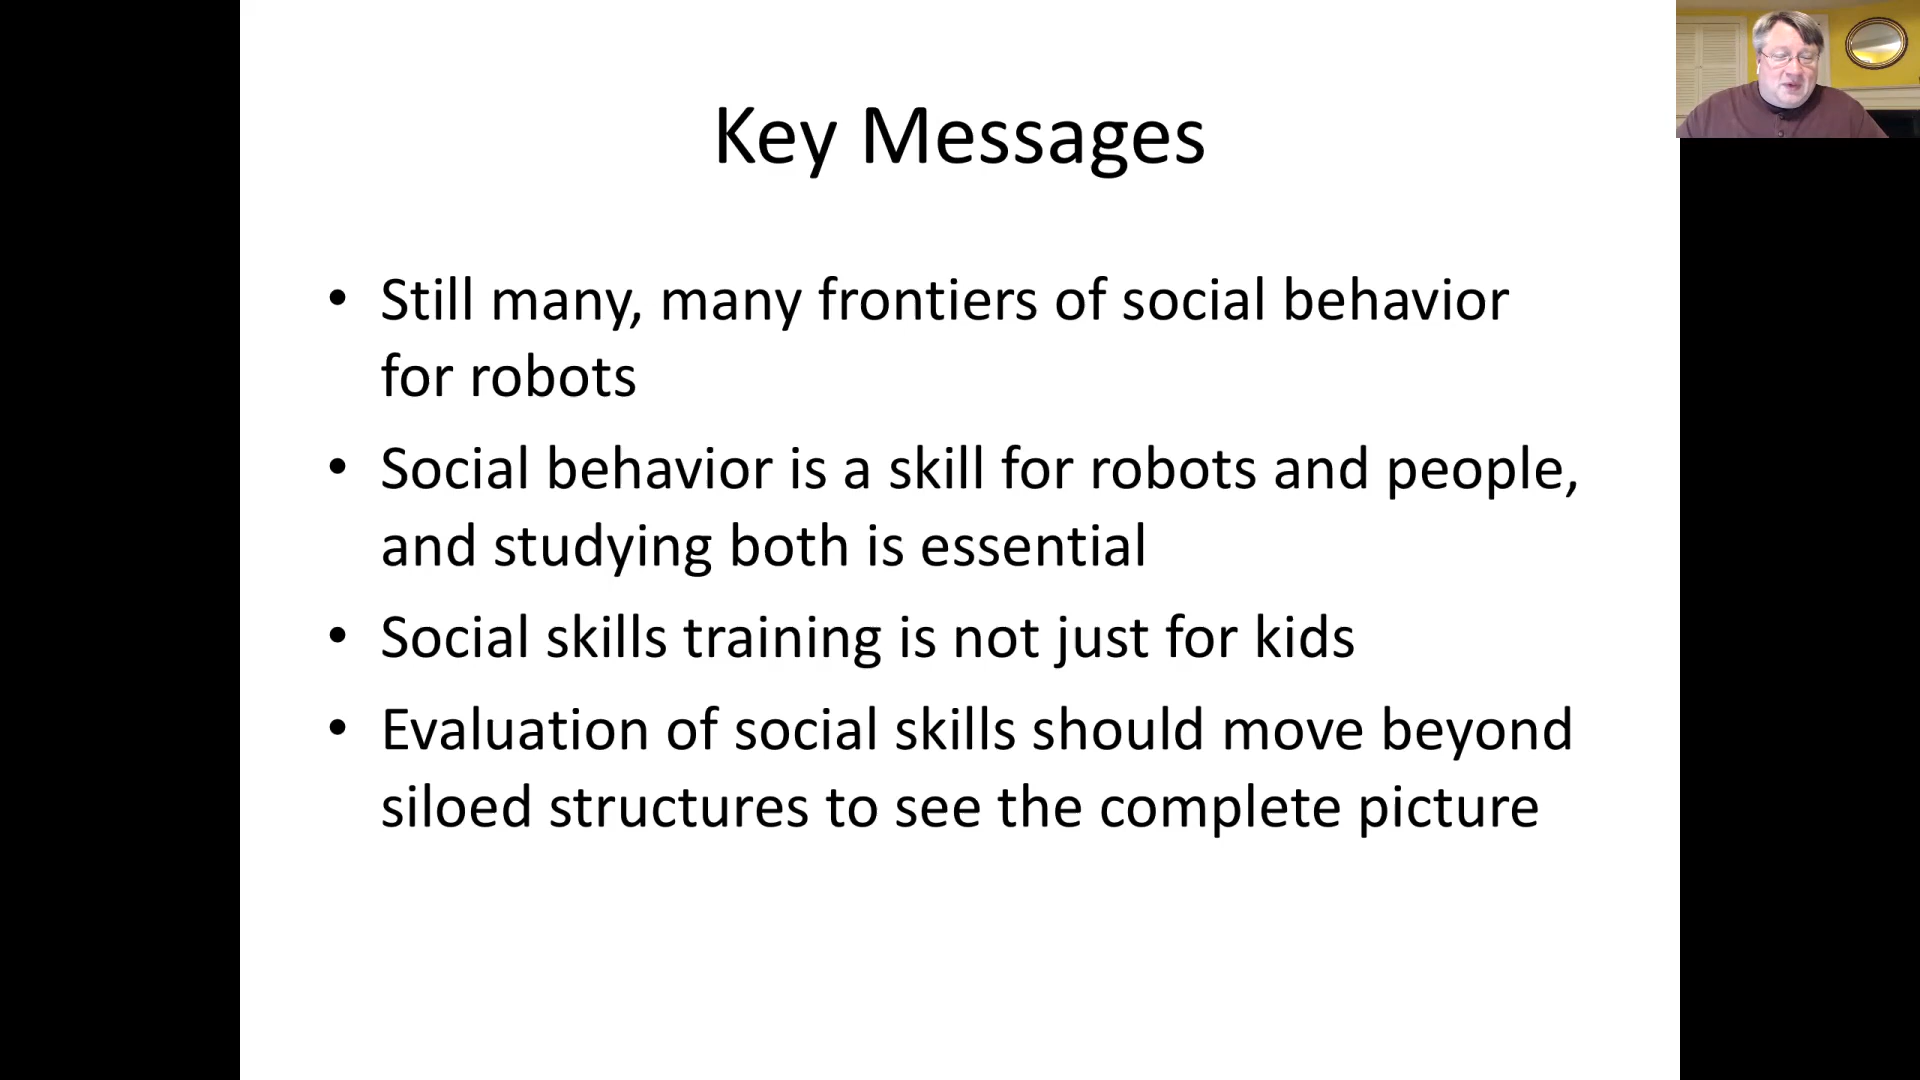 Key Messages
• Still many, many frontiers of social behavior
for robots
• Social behavior is a skill for robots and people,
and studying both is essential
• Social skills training is not just for kids
• Evaluation of social skills should move beyond
siloed structures to see the complete picture